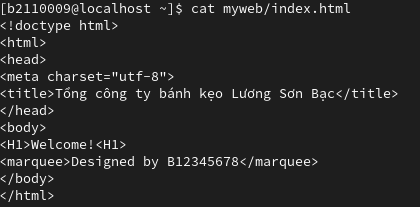 [b2110009@localhost ~]$ cat myweb/index.html
<!doctype html>
<html>
<head>
<meta charset="utf-8">
<title>Tổng công ty bánh kẹo Lương Sơn Bạc</title>
</head>
<body>
<H1>Welcome!<H1>
<marquee>Designed by B12345678</marquee>
</body>
</html>